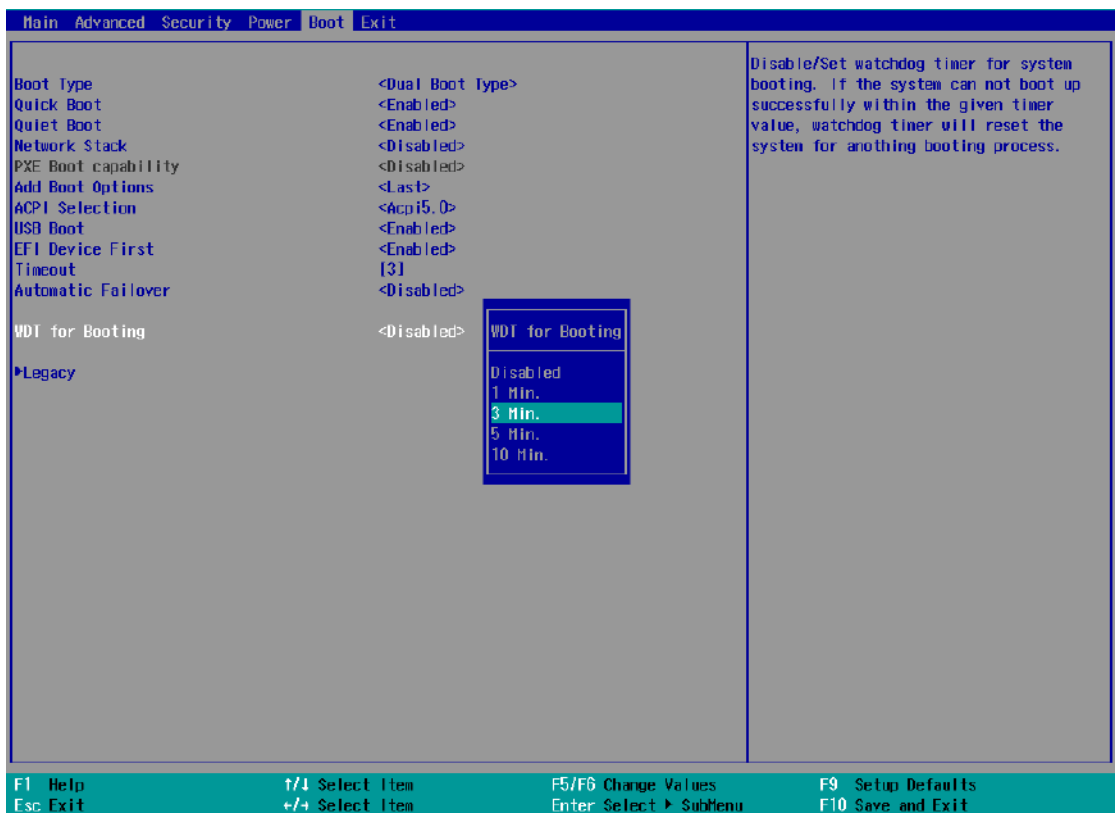 Main Advanced Security Power Boot Exit
Boot Type <Dual Boot Type>
Quick Boot <Enabled>
Quiet Boot <Enabled>
Network Stack <Disabled>
PXE Boot capability <Disabled>
Add Boot Options <Last>
ACPI Selection <Acpi5.0>
USB Boot <Enabled>
EFI Device First <Enabled>
Timeout [3]
Automatic Failover <Disabled>
WDT for Booting <Disabled>
▶Legacy
WDT for Booting
Disabled
1 Min.
3 Min.
5 Min.
10 Min.
Disable/Set watchdog timer for system
booting. If the system can not boot up
successfully within the given timer
value, watchdog timer will reset the
system for anothing booting process.
F1 Help ↑/↓ Select Item F5/F6 Change Values F9 Setup Defaults
Esc Exit ←/→ Select Item Enter Select ▶ SubMenu F10 Save and Exit